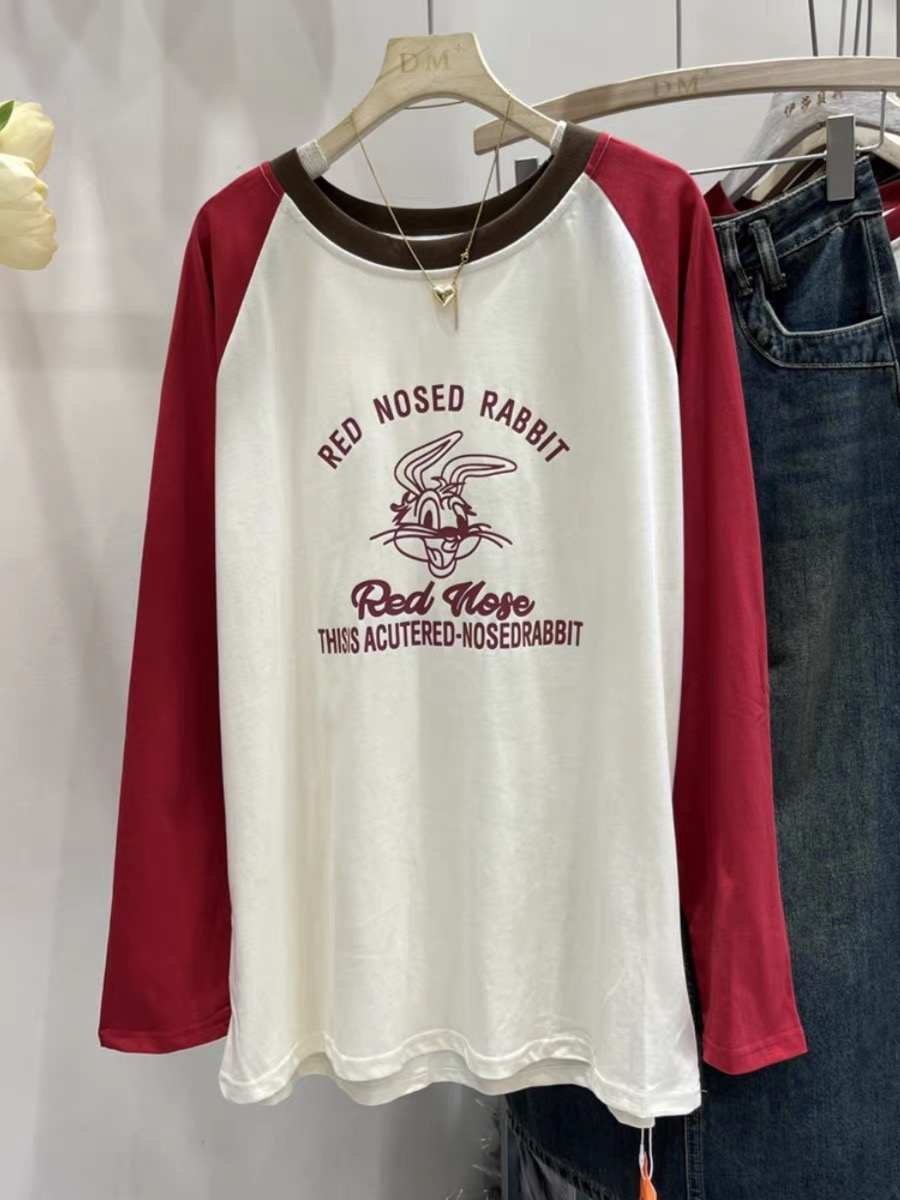 DM+
DM+
RED NOSED RABBIT
Red Nose
THISIS ACUTERED-NOSEDRABBIT